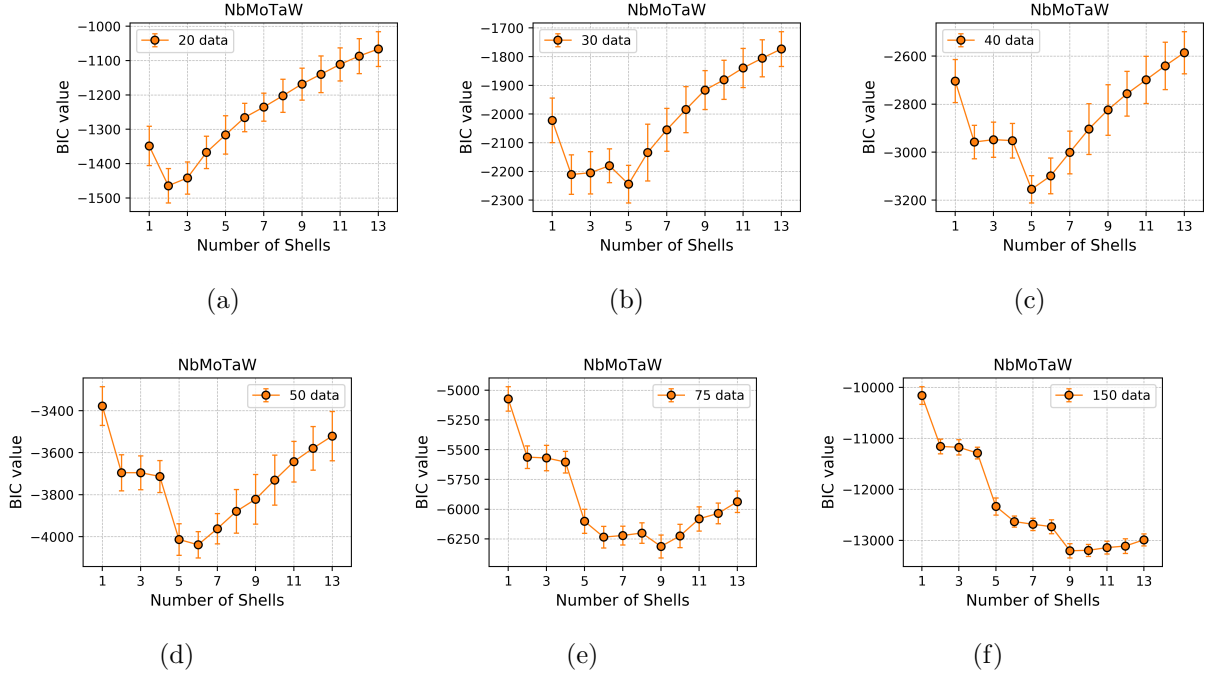 NbMoTaW
20 data
BIC value
−1000
−1100
−1200
−1300
−1400
−1500
1 3 5 7 9 11 13
Number of Shells
(a)
NbMoTaW
30 data
BIC value
−1700
−1800
−1900
−2000
−2100
−2200
−2300
1 3 5 7 9 11 13
Number of Shells
(b)
NbMoTaW
40 data
BIC value
−2600
−2800
−3000
−3200
1 3 5 7 9 11 13
Number of Shells
(c)
NbMoTaW
50 data
BIC value
−3400
−3600
−3800
−4000
1 3 5 7 9 11 13
Number of Shells
(d)
NbMoTaW
75 data
BIC value
−5000
−5250
−5500
−5750
−6000
−6250
1 3 5 7 9 11 13
Number of Shells
(e)
NbMoTaW
150 data
BIC value
−10000
−11000
−12000
−13000
1 3 5 7 9 11 13
Number of Shells
(f)